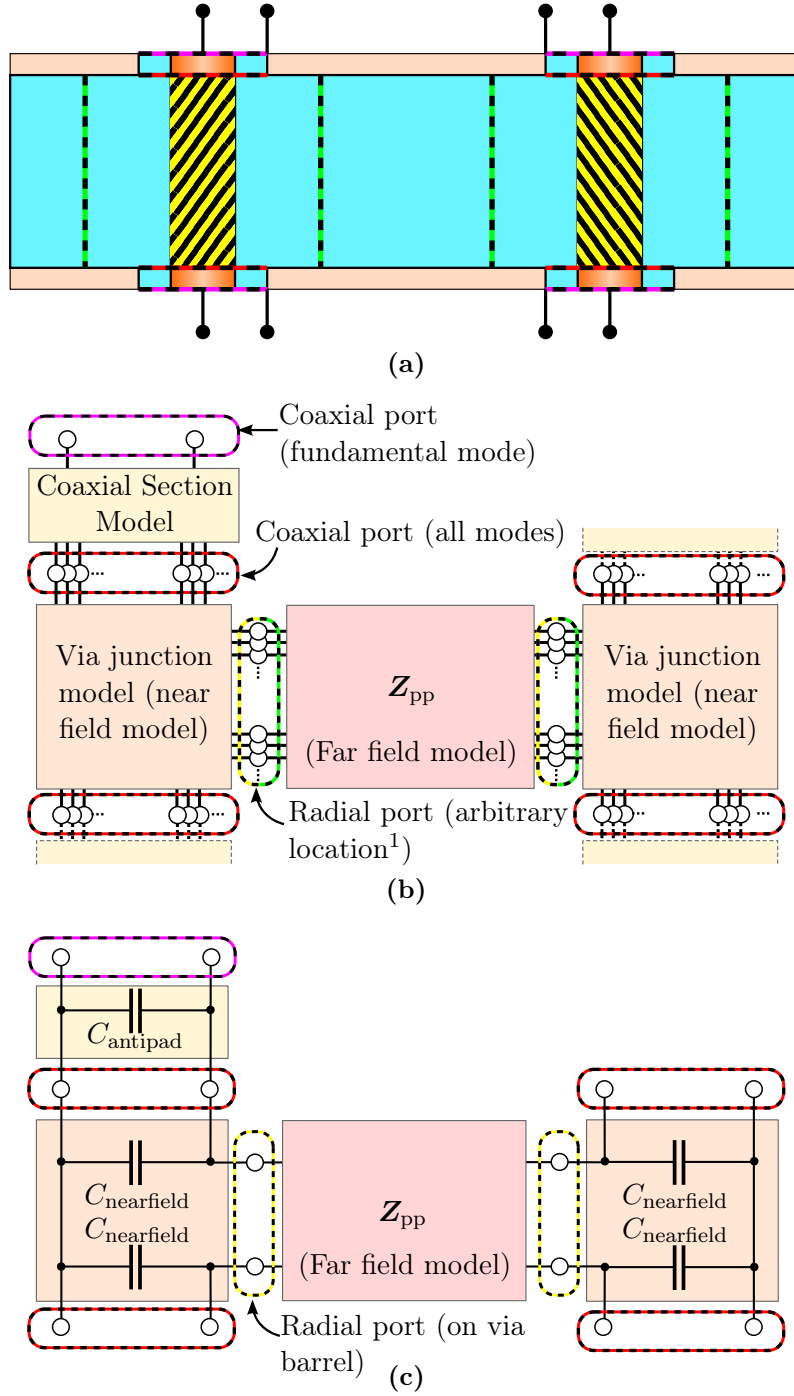 (a)
Coaxial port
(fundamental mode)
Coaxial Section
Model
Coaxial port (all modes)
...
...
...
...
Via junction
model (near
field model)
Z_pp
(Far field model)
Via junction
model (near
field model)
...
...
...
...
...
...
...
...
Radial port (arbitrary
location¹)
(b)
C_antipad
C_nearfield
C_nearfield
Z_pp
(Far field model)
C_nearfield
C_nearfield
Radial port (on via
barrel)
(c)